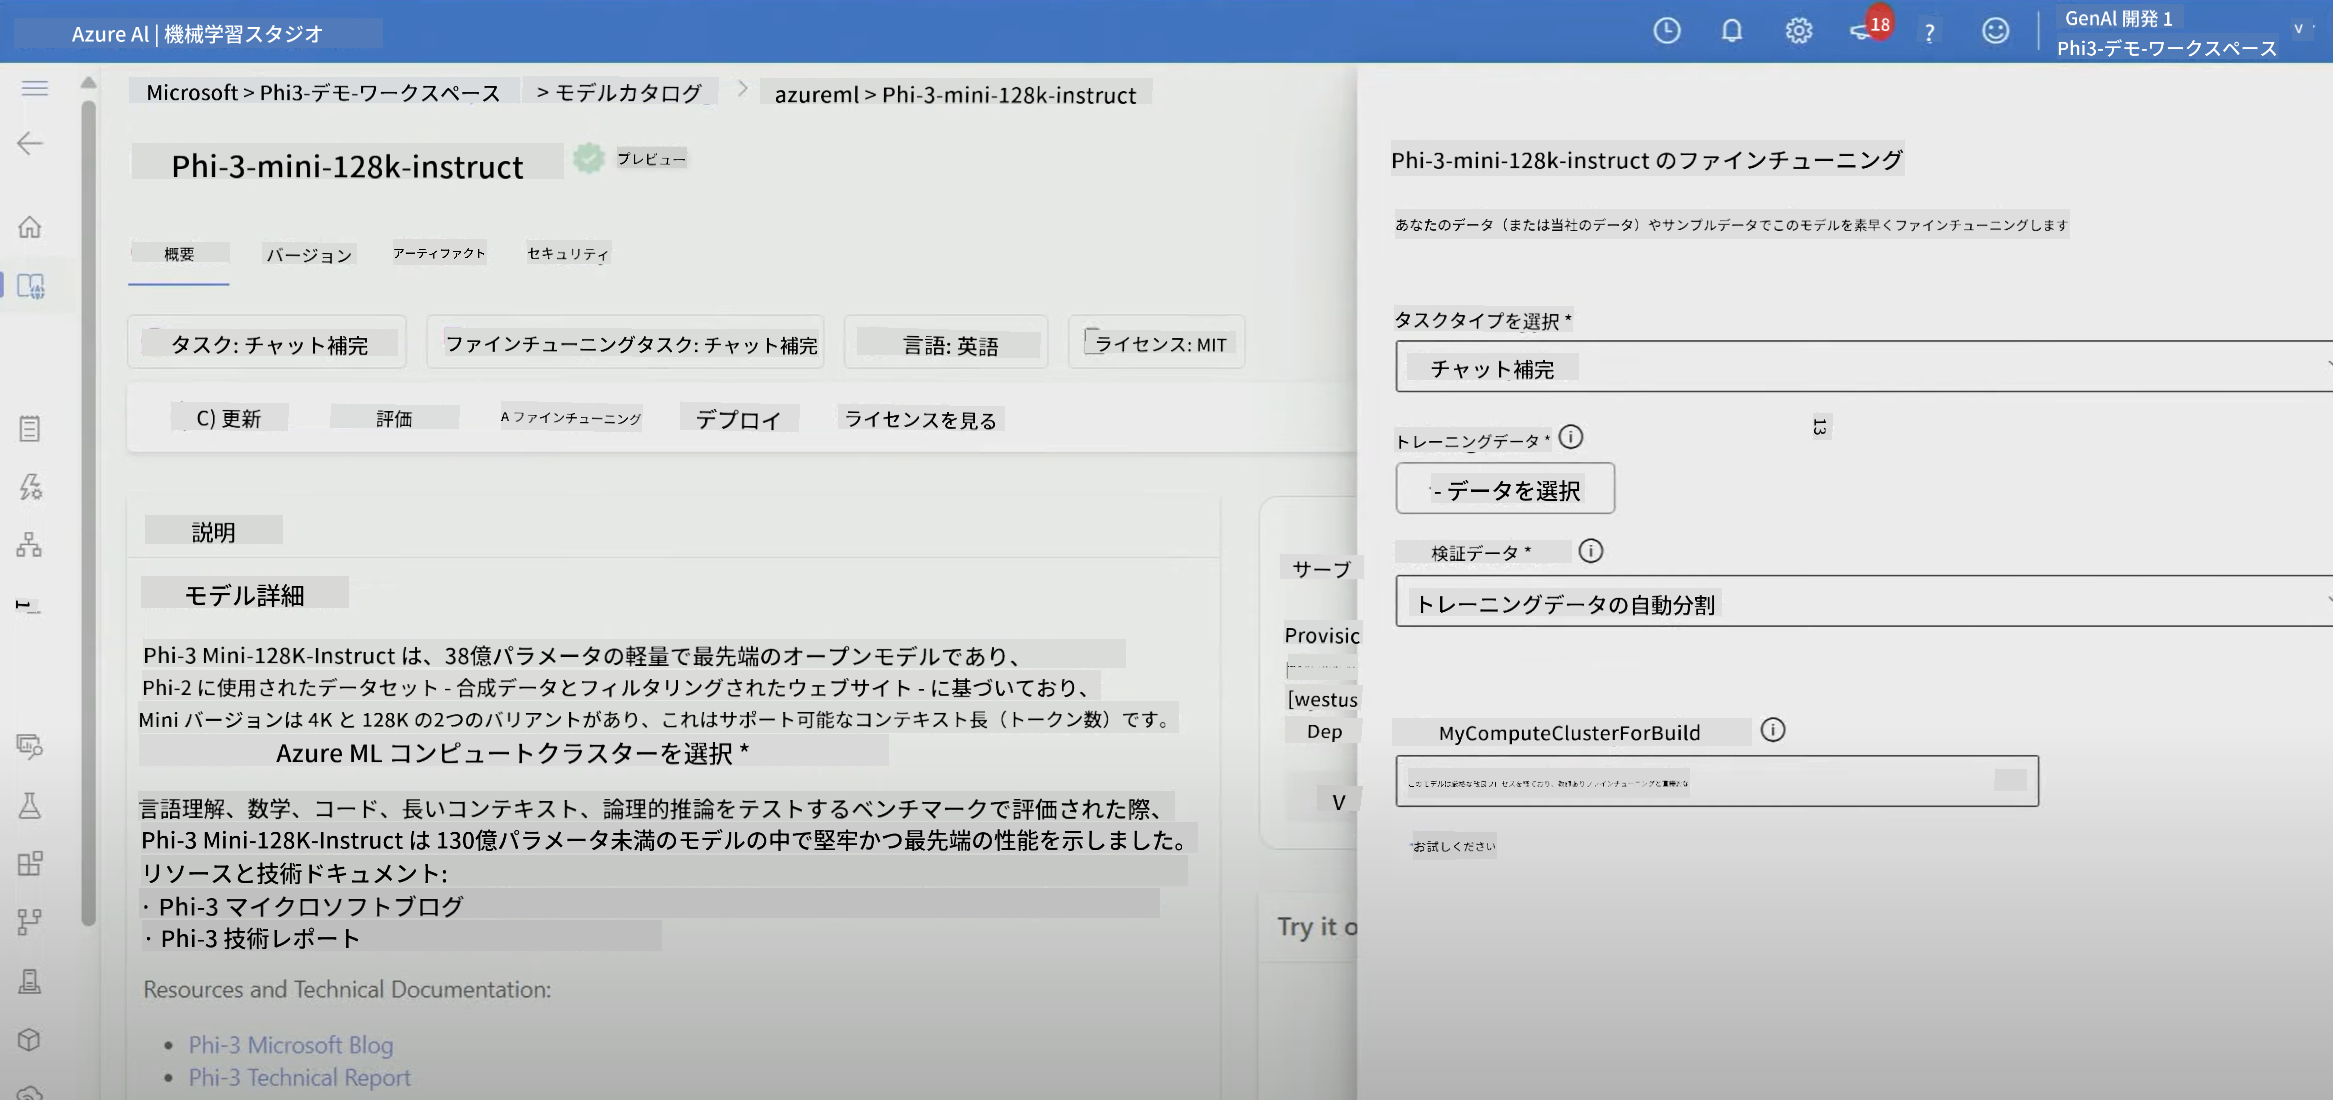 Azure Al | 機械学習スタジオ
18
?
GenAl 開発 1
Phi3-デモ-ワークスペース
Microsoft > Phi3-デモ-ワークスペース > モデルカタログ > azureml > Phi-3-mini-128k-instruct
Phi-3-mini-128k-instruct プレビュー
概要 バージョン アーティファクト セキュリティ
タスク: チャット補完 ファインチューニングタスク: チャット補完 言語: 英語 ライセンス: MIT
C) 更新 評価 A ファインチューニング デプロイ ライセンスを見る
説明
モデル詳細
Phi-3 Mini-128K-Instruct は、38億パラメータの軽量で最先端のオープンモデルであり、
Phi-2 に使用されたデータセット - 合成データとフィルタリングされたウェブサイト - に基づいており、
Mini バージョンは 4K と 128K の2つのバリアントがあり、これはサポート可能なコンテキスト長（トークン数）です。
Azure ML コンピュートクラスターを選択 *
言語理解、数学、コード、長いコンテキスト、論理的推論をテストするベンチマークで評価された際、
Phi-3 Mini-128K-Instruct は 130億パラメータ未満のモデルの中で堅牢かつ最先端の性能を示しました。
リソースと技術ドキュメント:
· Phi-3 マイクロソフトブログ
· Phi-3 技術レポート
Resources and Technical Documentation:
• Phi-3 Microsoft Blog
• Phi-3 Technical Report
サーブ
Provisic
[westus
Dep
V
Try it o
Phi-3-mini-128k-instruct のファインチューニング
あなたのデータ（または当社のデータ）やサンプルデータでこのモデルを素早くファインチューニングします
タスクタイプを選択 *
チャット補完
13
トレーニングデータ *
- データを選択
検証データ *
トレーニングデータの自動分割
MyComputeClusterForBuild
お試しください